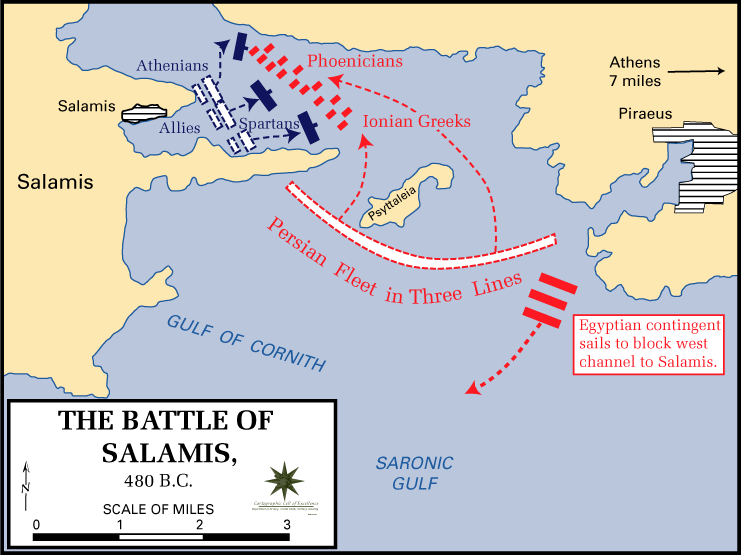 Athenians
Phoenicians
Athens
7 miles
Salamis
Allies
Spartans
Ionian Greeks
Piraeus
Salamis
Psyttaleia
Persian Fleet in Three Lines
Egyptian contingent
sails to block west
channel to Salamis.
GULF OF CORNITH
SARONIC
GULF
THE BATTLE OF
SALAMIS,
480 B.C.
N
Cartographic Cell of Excellence
SCALE OF MILES
0 1 2 3